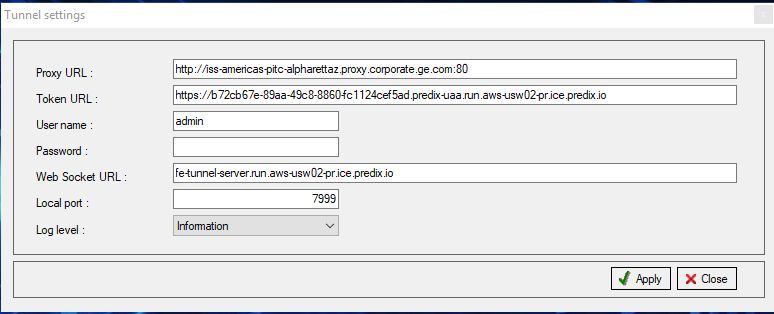 Tunnel settings
Proxy URL : http://iss-americas-pitc-alpharettaz.proxy.corporate.ge.com:80
Token URL : https://b72cb67e-89aa-49c8-8860-fc1124cef5ad.predix-uaa.run.aws-usw02-pr.ice.predix.io
User name : admin
Password :
Web Socket URL : fe-tunnel-server.run.aws-usw02-pr.ice.predix.io
Local port : 7999
Log level : Information
Apply Close